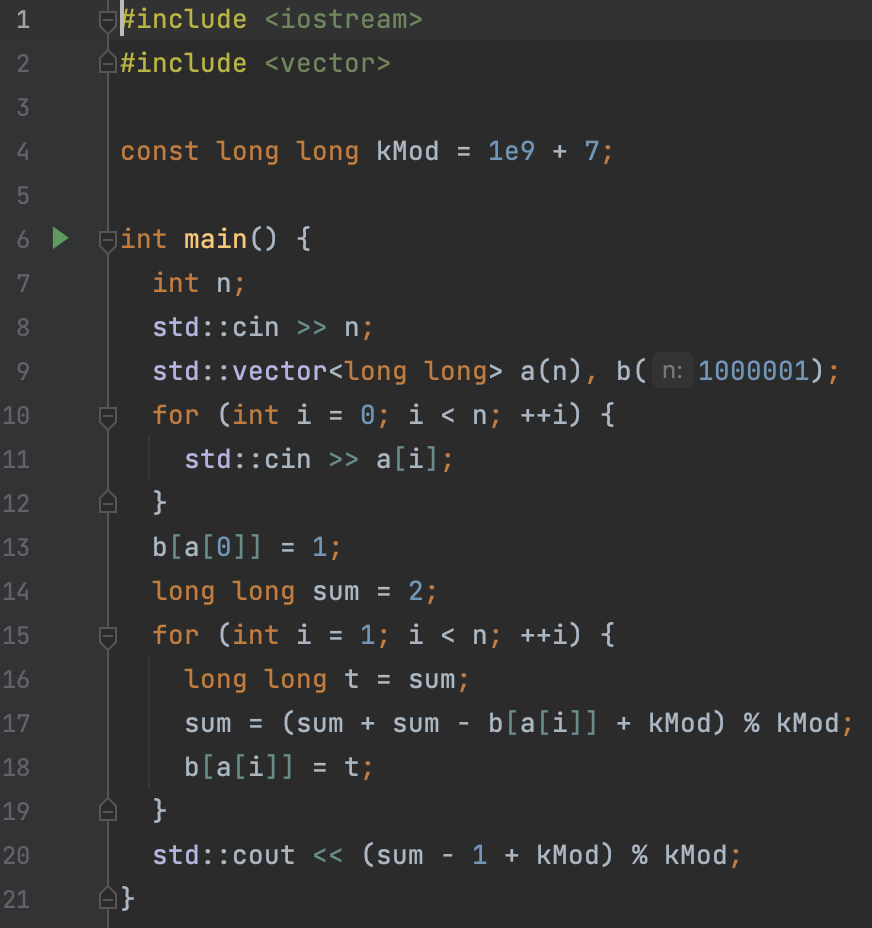 1 #include <iostream>
2 #include <vector>
3
4 const long long kMod = 1e9 + 7;
5
6 int main() {
7   int n;
8   std::cin >> n;
9   std::vector<long long> a(n), b( n: 1000001);
10   for (int i = 0; i < n; ++i) {
11     std::cin >> a[i];
12   }
13   b[a[0]] = 1;
14   long long sum = 2;
15   for (int i = 1; i < n; ++i) {
16     long long t = sum;
17     sum = (sum + sum - b[a[i]] + kMod) % kMod;
18     b[a[i]] = t;
19   }
20   std::cout << (sum - 1 + kMod) % kMod;
21 }